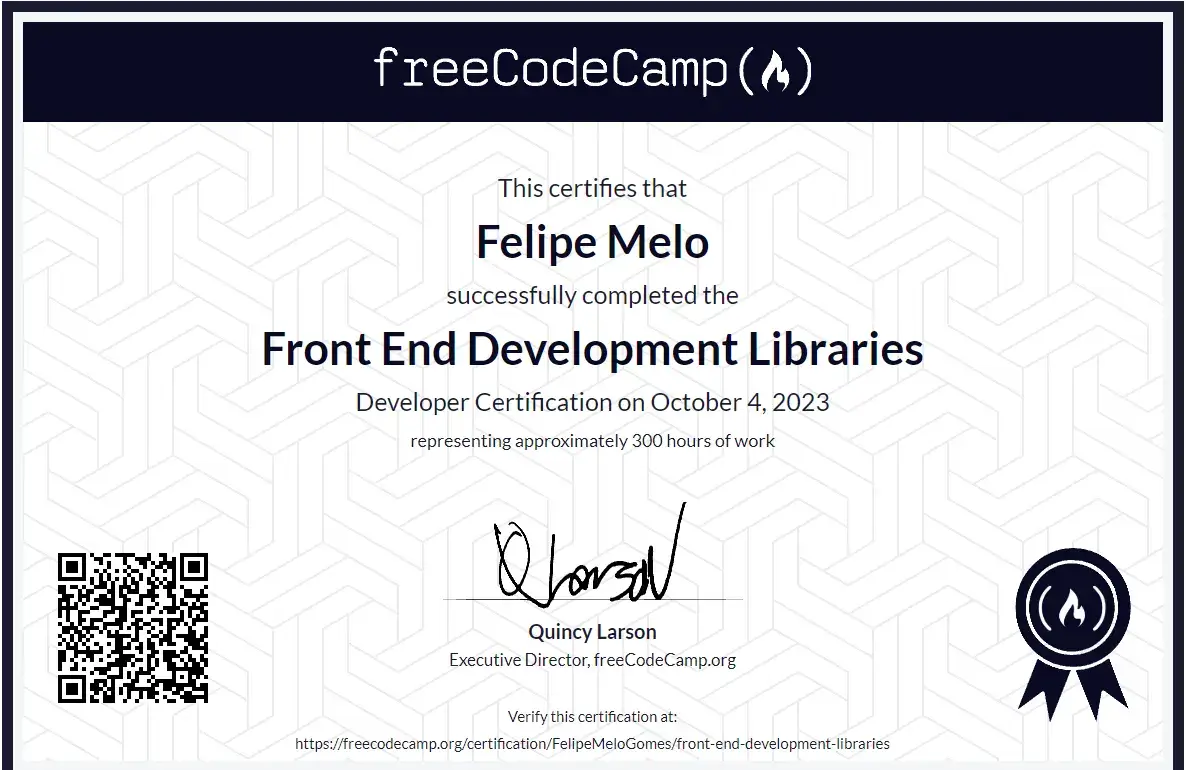 freeCodeCamp
This certifies that
Felipe Melo
successfully completed the
Front End Development Libraries
Developer Certification on October 4, 2023
representing approximately 300 hours of work
Q Larson
Quincy Larson
Executive Director, freeCodeCamp.org
Verify this certification at:
https://freecodecamp.org/certification/FelipeMeloGomes/front-end-development-libraries